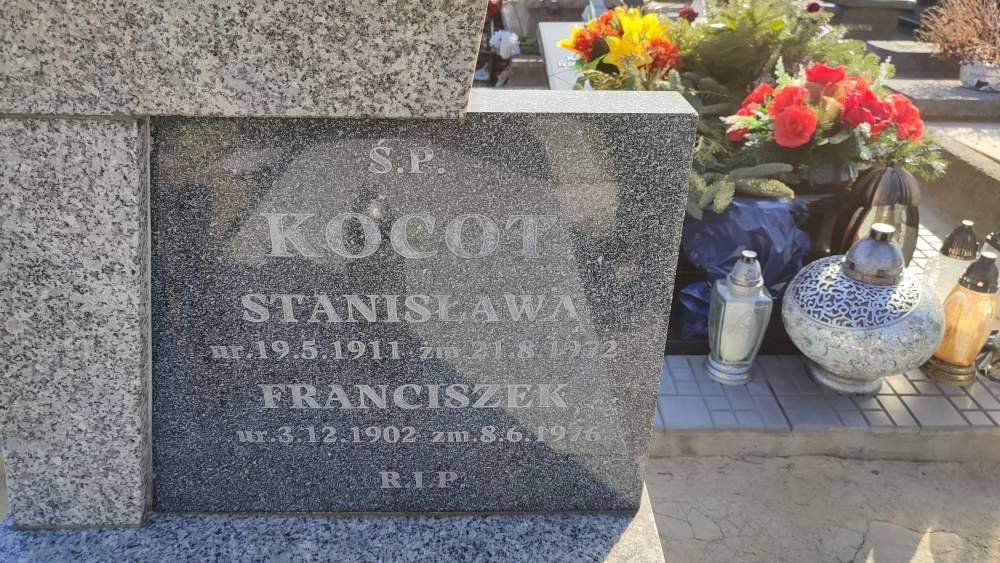 Ś.P.
KOCOT
STANISŁAWA
ur.19.5.1911 zm.21.8.1972
FRANCISZEK
ur.3.12.1902 zm.8.6.1976
R.I.P.